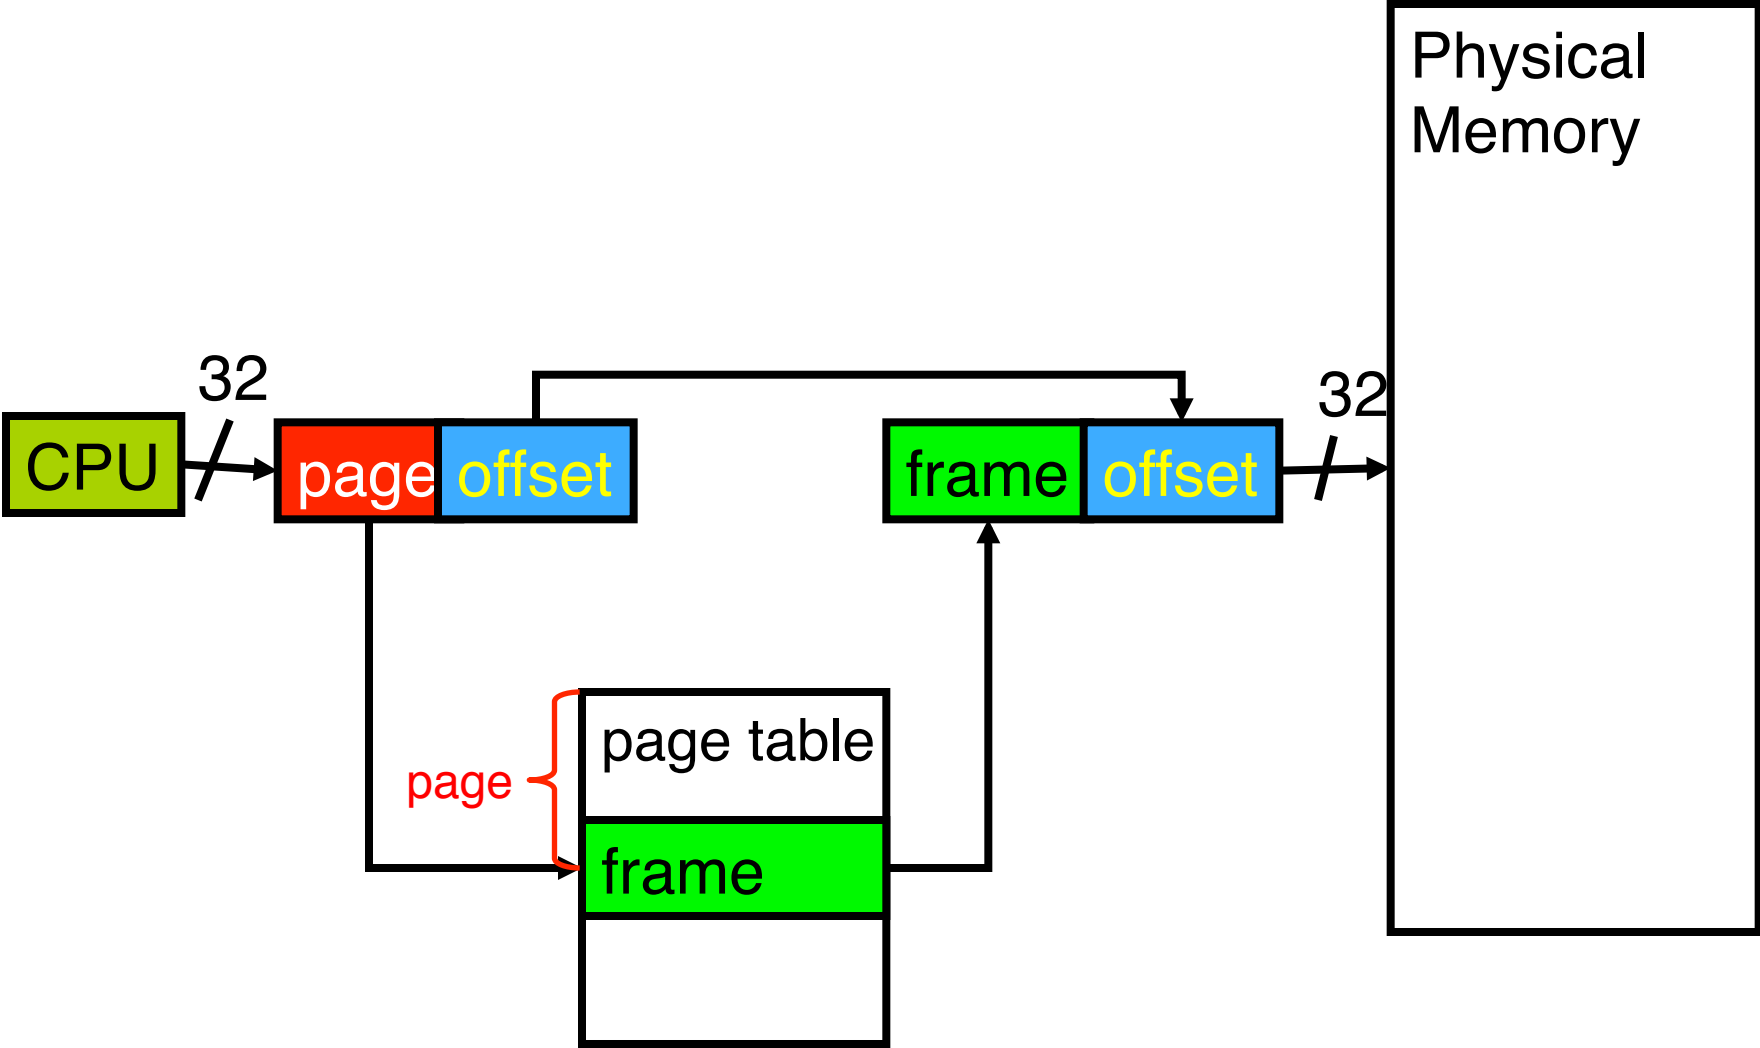 Physical
Memory
32
32
CPU
page
offset
frame
offset
page table
page
frame